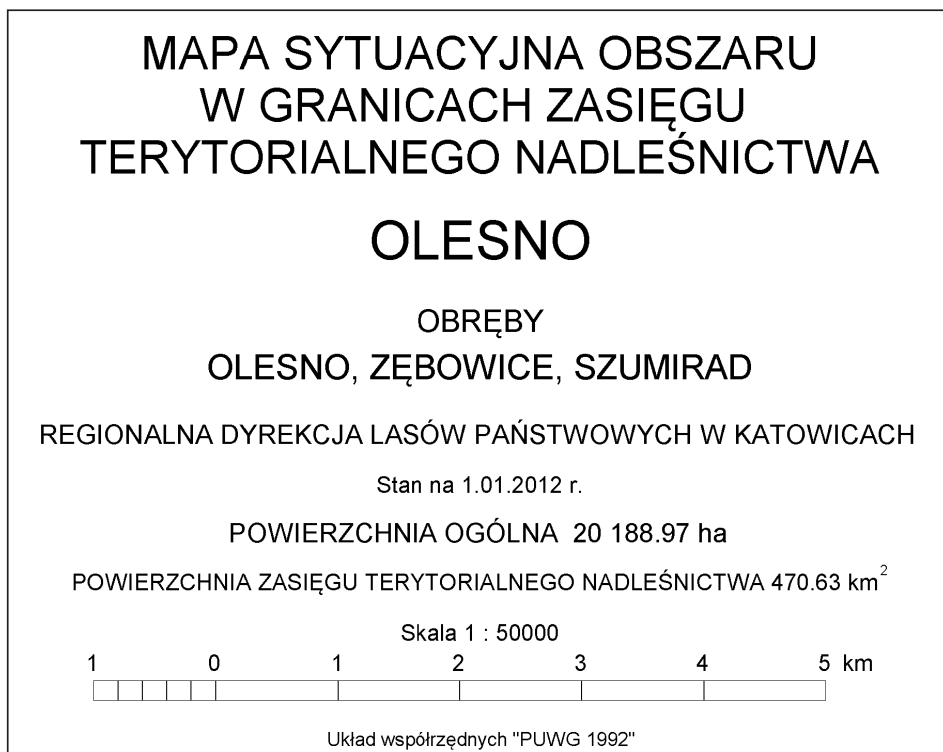 MAPA SYTUACYJNA OBSZARU
W GRANICACH ZASIĘGU
TERYTORIALNEGO NADLEŚNICTWA
OLESNO
OBRĘBY
OLESNO, ZĘBOWICE, SZUMIRAD
REGIONALNA DYREKCJA LASÓW PAŃSTWOWYCH W KATOWICACH
Stan na 1.01.2012 r.
POWIERZCHNIA OGÓLNA 20 188.97 ha
POWIERZCHNIA ZASIĘGU TERYTORIALNEGO NADLEŚNICTWA 470.63 km²
Skala 1 : 50000
1 0 1 2 3 4 5 km
Układ współrzędnych "PUWG 1992"